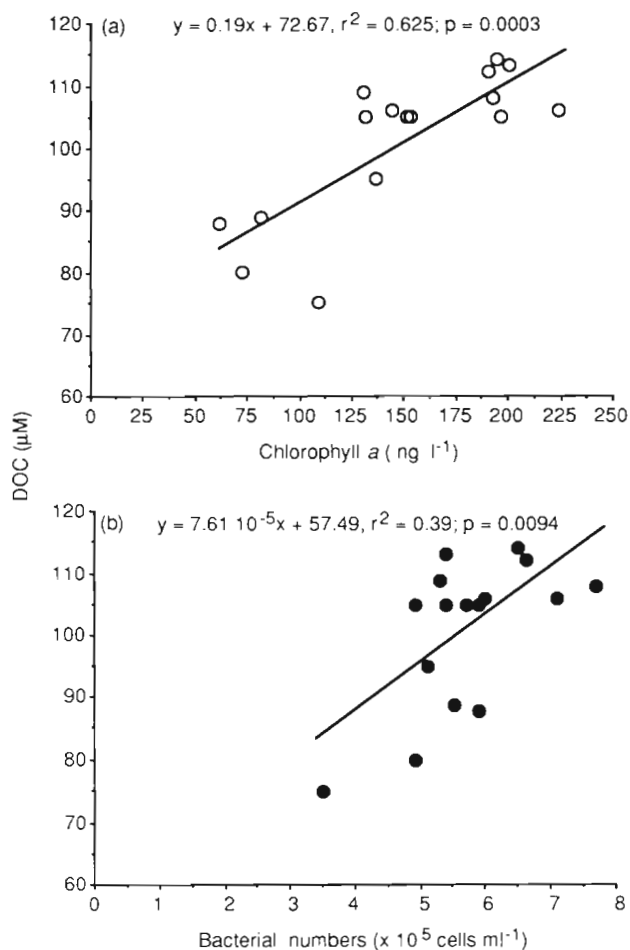 (a) y = 0.19x + 72.67, r² = 0.625; p = 0.0003
120
110
100
90
80
70
60
0 25 50 75 100 125 150 175 200 225 250
Chlorophyll a ( ng l⁻¹)
DOC (µM)
(b) y = 7.61 10⁻⁵x + 57.49, r² = 0.39; p = 0.0094
120
110
100
90
80
70
60
0 1 2 3 4 5 6 7 8
Bacterial numbers (x 10⁵ cells ml⁻¹)